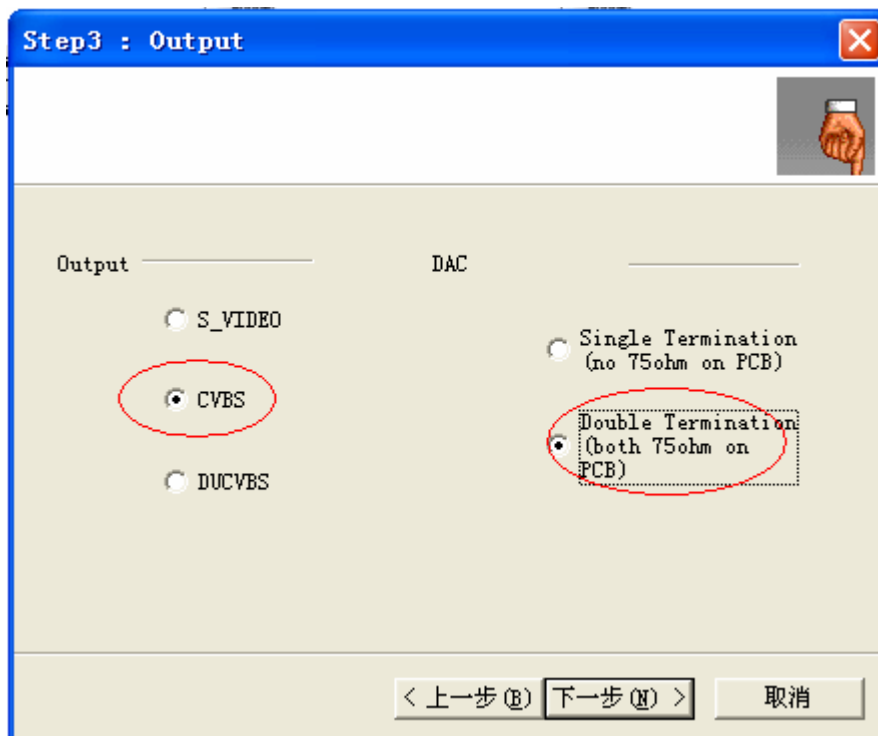 Step3 : Output
Output
DAC
S_VIDEO
CVBS
DUCVBS
Single Termination
(no 75ohm on PCB)
Double Termination
(both 75ohm on
PCB)
< 上一步(B)
下一步(N) >
取消